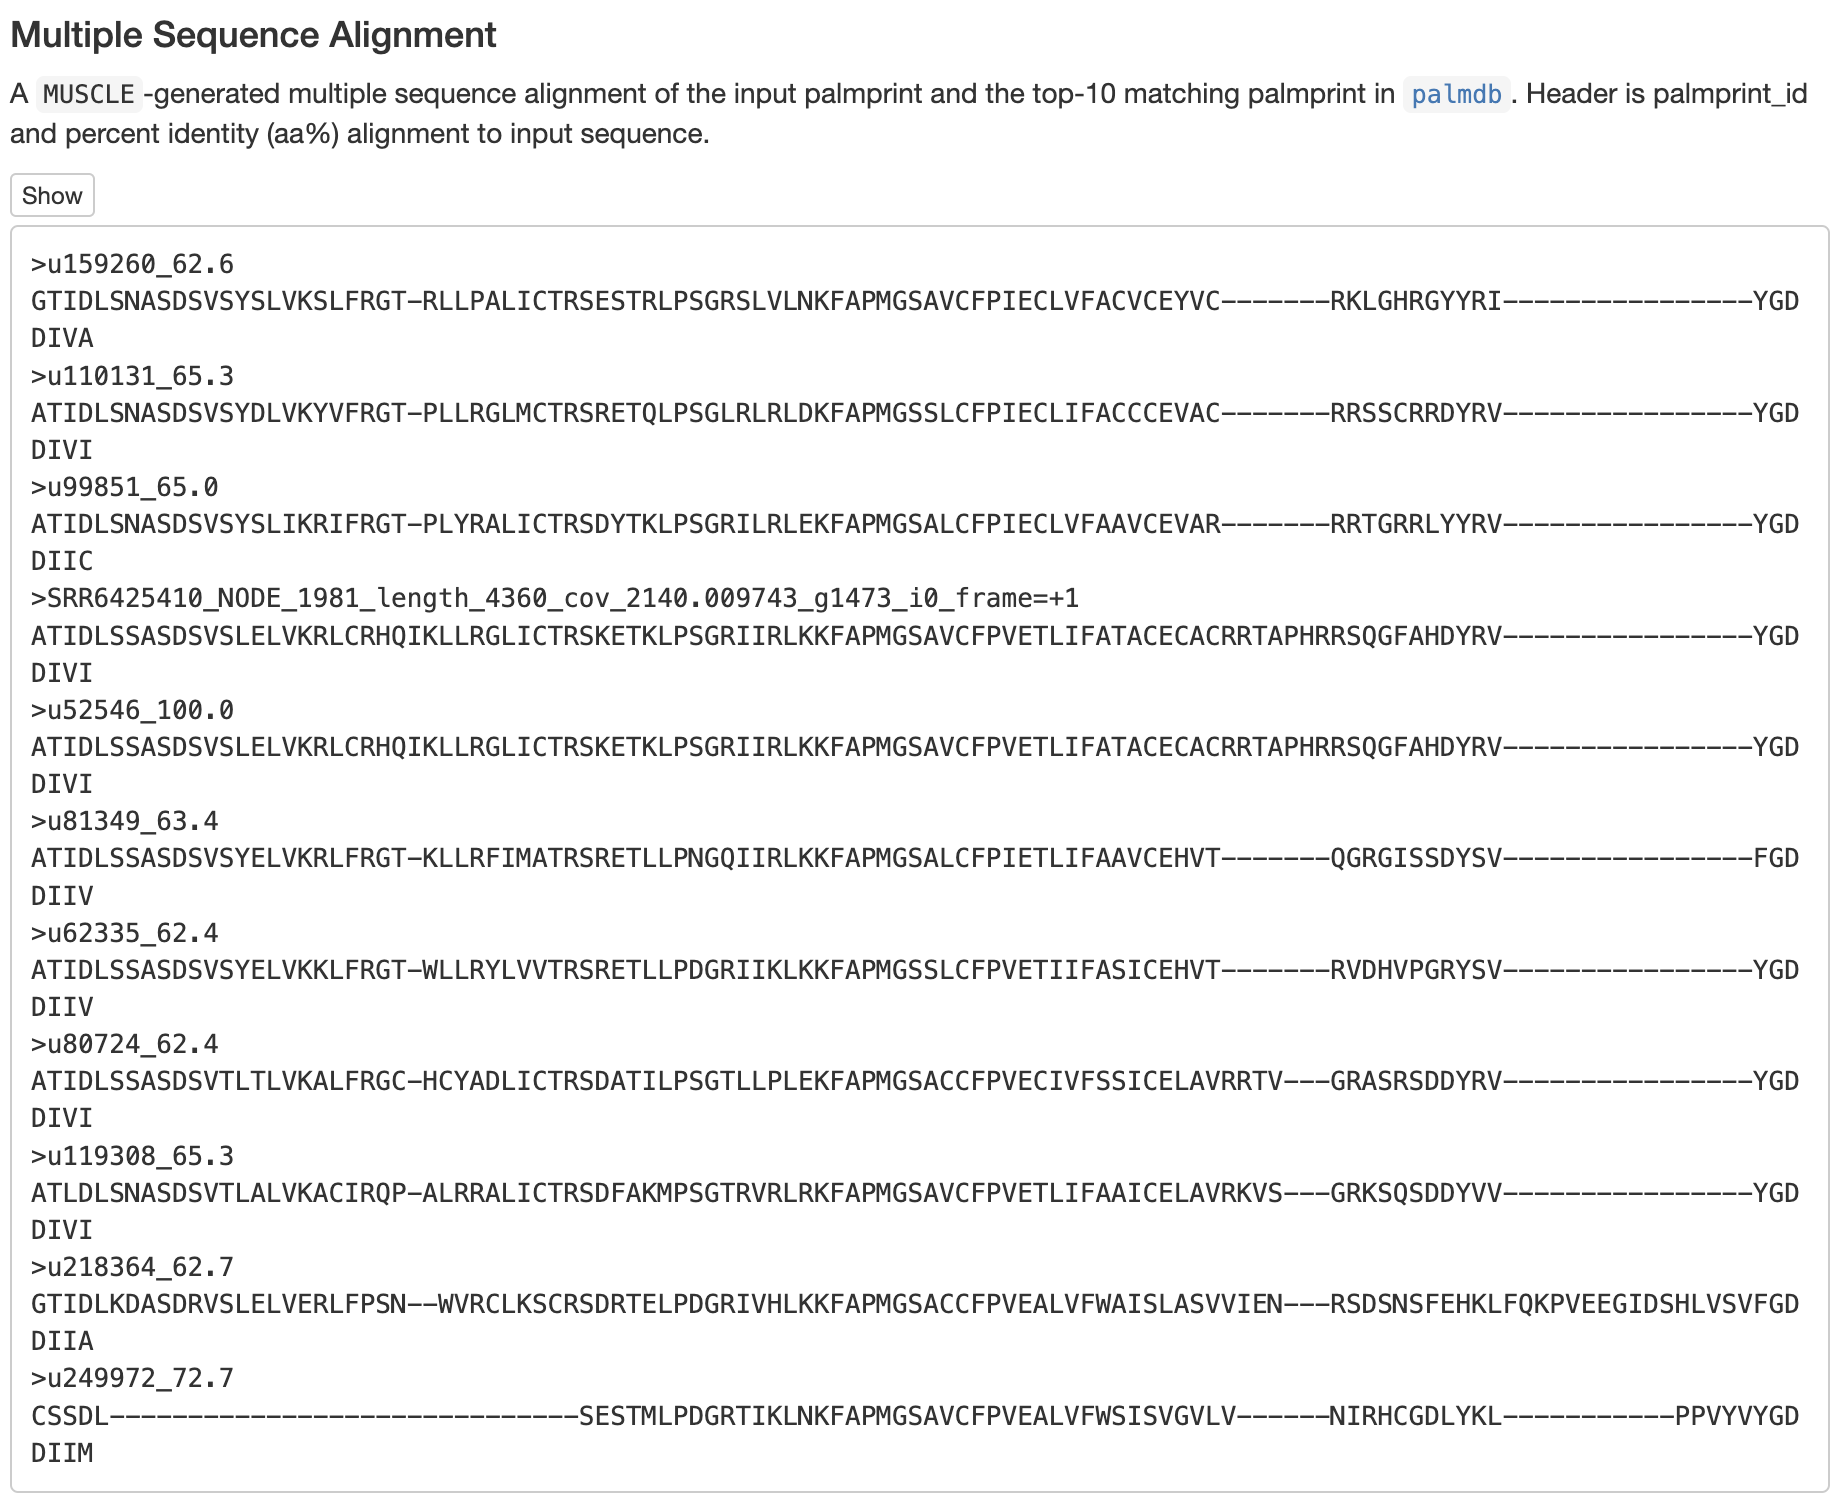 Multiple Sequence Alignment
A MUSCLE-generated multiple sequence alignment of the input palmprint and the top-10 matching palmprint in palmdb. Header is palmprint_id
and percent identity (aa%) alignment to input sequence.
Show
>u159260_62.6
GTIDLSNASDSVSYSLVKSLFRGT-RLLPALICTRSESTRLPSGRSLVLNKFAPMGSAVCFPIECLVFACVCEYVC-------RKLGHRGYYRI----------------YGD
DIVA
>u110131_65.3
ATIDLSNASDSVSYDLVKYVFRGT-PLLRGLMCTRSRETQLPSGLRLRLDKFAPMGSSLCFPIECLIFACCCEVAC-------RRSSCRRDYRV----------------YGD
DIVI
>u99851_65.0
ATIDLSNASDSVSYSLIKRIFRGT-PLYRALICTRSDYTKLPSGRILRLEKFAPMGSALCFPIECLVFAAVCEVAR-------RRTGRRLYYRV----------------YGD
DIIC
>SRR6425410_NODE_1981_length_4360_cov_2140.009743_g1473_i0_frame=+1
ATIDLSSASDSVSLELVKRLCRHQIKLLRGLICTRSKETKLPSGRIIRLKKFAPMGSAVCFPVETLIFATACECACRRTAPHRRSQGFAHDYRV----------------YGD
DIVI
>u52546_100.0
ATIDLSSASDSVSLELVKRLCRHQIKLLRGLICTRSKETKLPSGRIIRLKKFAPMGSAVCFPVETLIFATACECACRRTAPHRRSQGFAHDYRV----------------YGD
DIVI
>u81349_63.4
ATIDLSSASDSVSYELVKRLFRGT-KLLRFIMATRSRETLLPNGQIIRLKKFAPMGSALCFPIETLIFAAVCEHVT-------QGRGISSDYSV----------------FGD
DIIV
>u62335_62.4
ATIDLSSASDSVSYELVKKLFRGT-WLLRYLVVTRSRETLLPDGRIIKLKKFAPMGSSLCFPVETIIFASICEHVT-------RVDHVPGRYSV----------------YGD
DIIV
>u80724_62.4
ATIDLSSASDSVTLTLVKALFRGC-HCYADLICTRSDATILPSGTLLPLEKFAPMGSACCFPVECIVFSSICELAVRRTV---GRASRSDDYRV----------------YGD
DIVI
>u119308_65.3
ATLDLSNASDSVTLALVKACIRQP-ALRRALICTRSDFAKMPSGTRVRLRKFAPMGSAVCFPVETLIFAAICELAVRKVS---GRKSQSDDYVV----------------YGD
DIVI
>u218364_62.7
GTIDLKDASDRVSLELVERLFPSN--WVRCLKSCRSDRTELPDGRIVHLKKFAPMGSACCFPVEALVFWAISLASVVIEN---RSDSNSFEHKLFQKPVEEGIDSHLVSVFGD
DIIA
>u249972_72.7
CSSDL------------------------------SESTMLPDGRTIKLNKFAPMGSAVCFPVEALVFWSISVGVLV------NIRHCGDLYKL-----------PPVYVYGD
DIIM